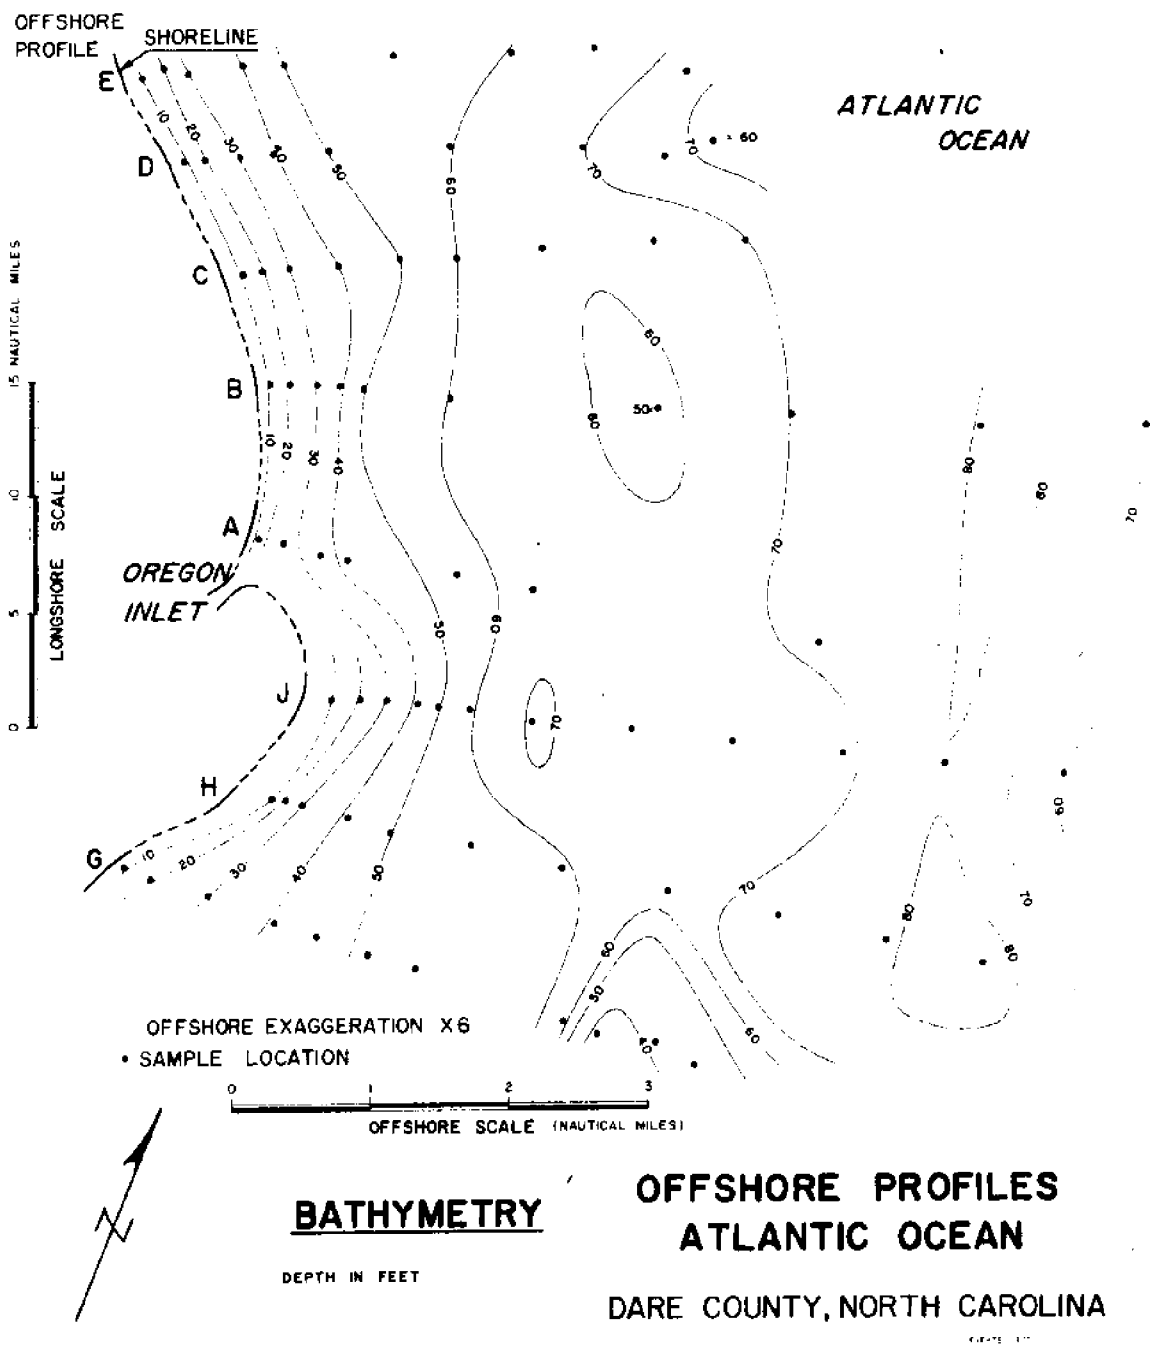 OFFSHORE
PROFILE
SHORELINE
E
ATLANTIC
OCEAN
10
20
30
40
50
60
70
70
60
D
C
60
15 NAUTICAL MILES
B
50
60
80
60
70
10
20
30
40
10
A
70
LONGSHORE SCALE
OREGON
INLET
5
50
60
J
0
70
H
60
G
10
20
30
40
50
70
80
70
80
60
50
60
OFFSHORE EXAGGERATION X6
• SAMPLE LOCATION
0 1 2 3
OFFSHORE SCALE (NAUTICAL MILES)
N
BATHYMETRY
DEPTH IN FEET
OFFSHORE PROFILES
ATLANTIC OCEAN
DARE COUNTY, NORTH CAROLINA